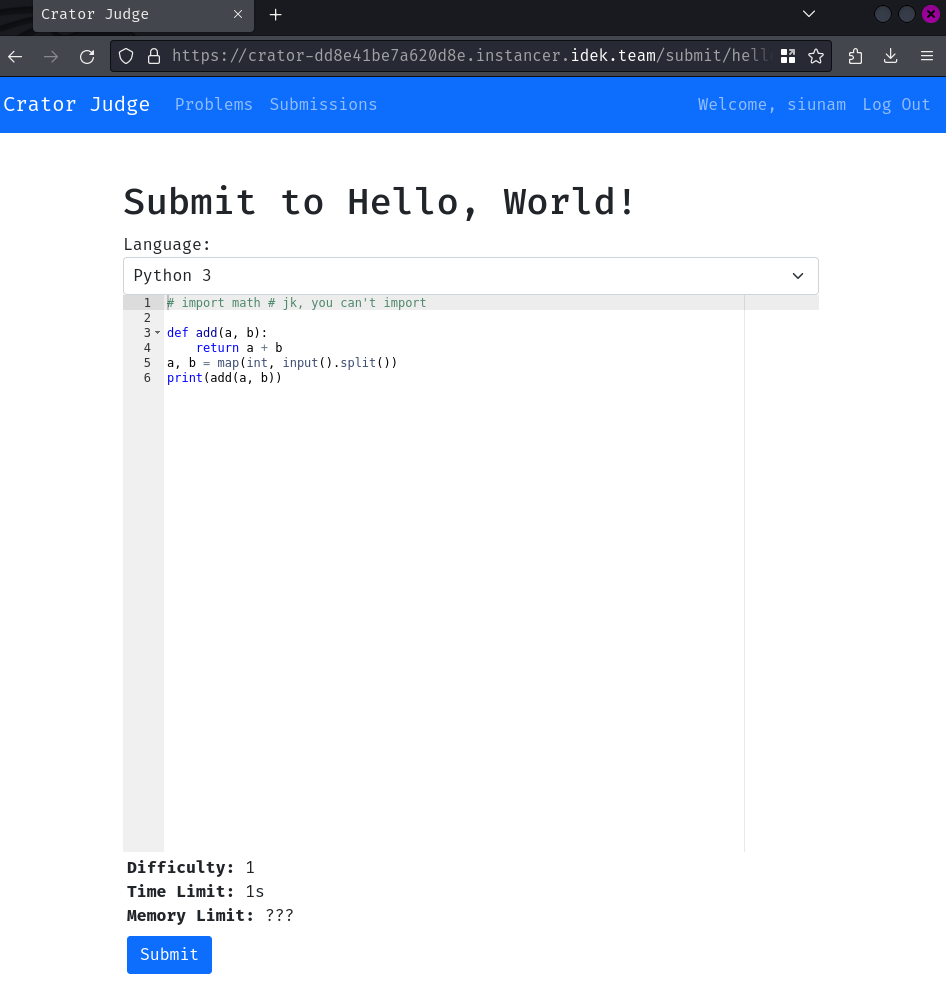 Crator Judge
https://crator-dd8e41be7a620d8e.instancer.idek.team/submit/hell
Crator Judge Problems Submissions Welcome, siunam Log Out
Submit to Hello, World!
Language:
Python 3
1 # import math # jk, you can't import
2
3 def add(a, b):
4     return a + b
5 a, b = map(int, input().split())
6 print(add(a, b))
Difficulty: 1
Time Limit: 1s
Memory Limit: ???
Submit